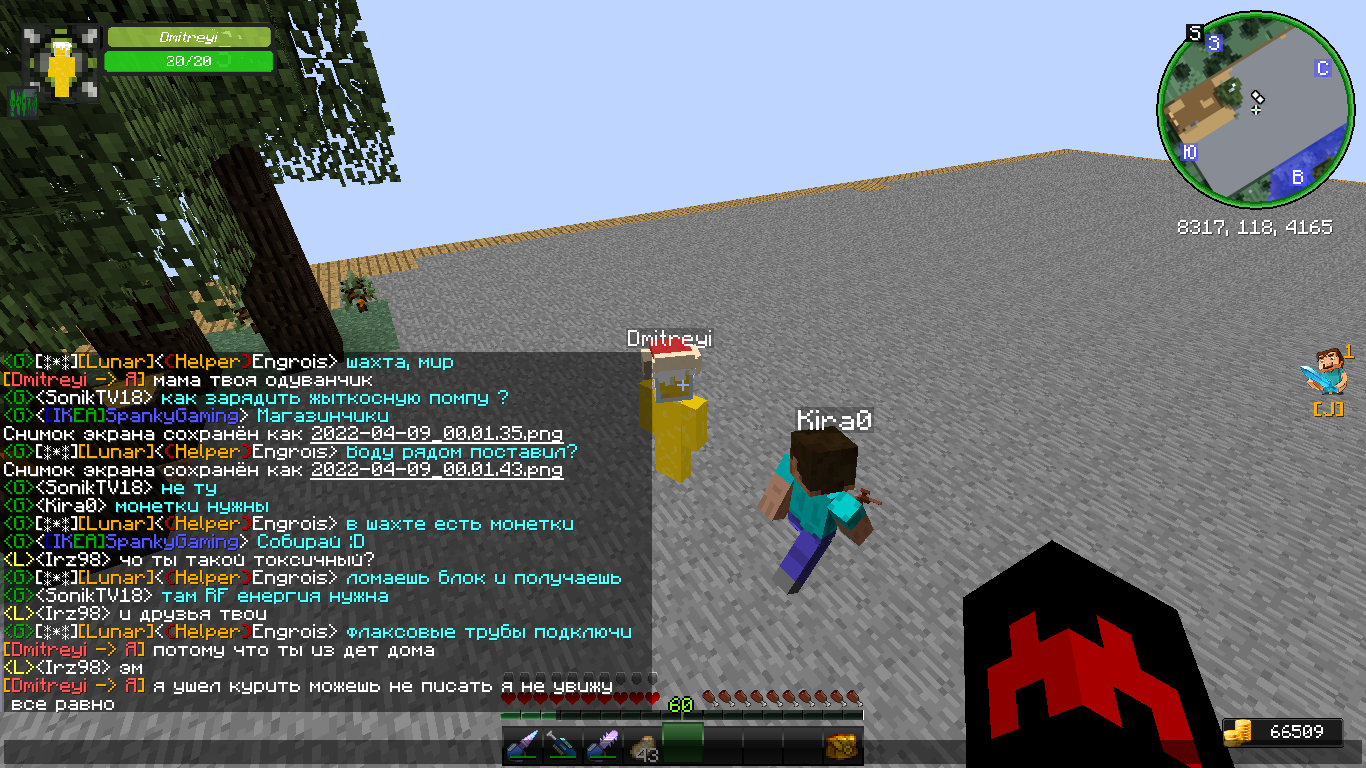 Dmitreyi
20/20
S
З
С
Ю
В
8317, 118, 4165
1
[J]
Dmitreyi
Kira0
<G>[***][Lunar]<(Helper)Engrois> шахта, мир
[Dmitreyi -> Я] мама твоя одуванчик
<G><SonikTV18> как зарядить жыткосную помпу ?
<G><[IKEA]SpankyGaming> Магазинчики
Снимок экрана сохранён как 2022-04-09_00.01.35.png
<G>[***][Lunar]<(Helper)Engrois> Воду рядом поставил?
Снимок экрана сохранён как 2022-04-09_00.01.43.png
<G><SonikTV18> не ту
<G><Kira0> монетки нужны
<G>[***][Lunar]<(Helper)Engrois> в шахте есть монетки
<G><[IKEA]SpankyGaming> Собирай ;D
<L><Irz98> чо ты такой токсичный?
<G>[***][Lunar]<(Helper)Engrois> ломаешь блок и получаешь
<G><SonikTV18> там RF енергия нужна
<L><Irz98> и друзья твои
<G>[***][Lunar]<(Helper)Engrois> флаксовые трубы подключи
[Dmitreyi -> Я] потому что ты из дет дома
<L><Irz98> эм
[Dmitreyi -> Я] я ушел курить можешь не писать я не увижу
все равно
60
43
66509